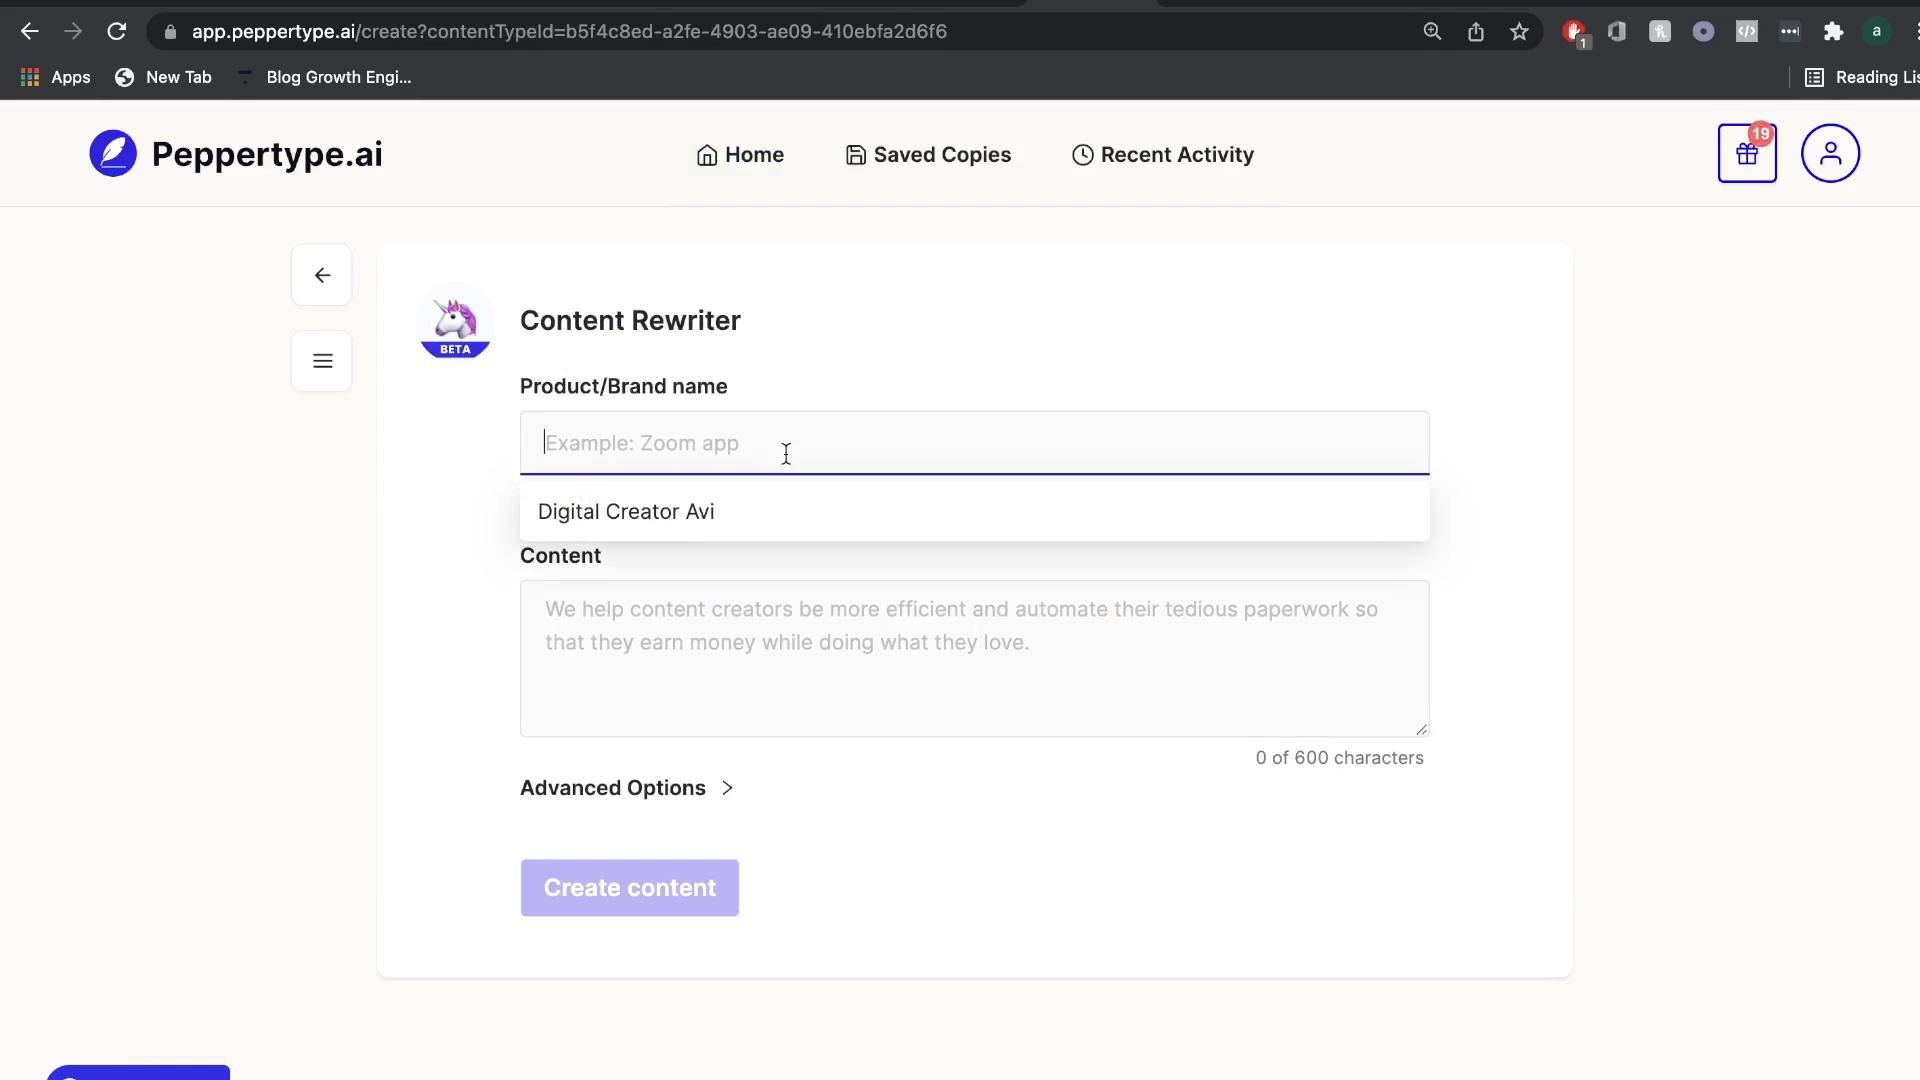 app.peppertype.ai/create?contentTypeId=b5f4c8ed-a2fe-4903-ae09-410ebfa2d6f6
1
a
Apps
New Tab
Blog Growth Engi...
Reading Lis
Peppertype.ai
Home
Saved Copies
Recent Activity
19
BETA
Content Rewriter
Product/Brand name
Example: Zoom app
Digital Creator Avi
Content
We help content creators be more efficient and automate their tedious paperwork so
that they earn money while doing what they love.
0 of 600 characters
Advanced Options
Create content